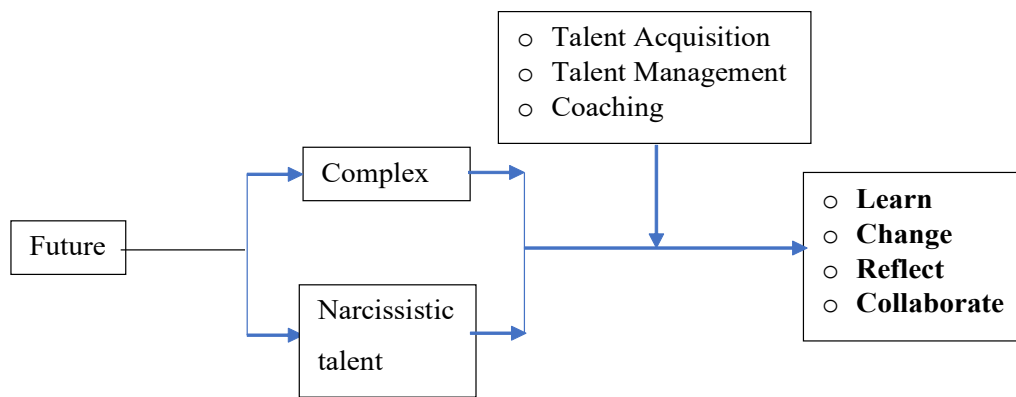 o Talent Acquisition
o Talent Management
o Coaching
Complex
o Learn
o Change
o Reflect
o Collaborate
Future
Narcissistic
talent